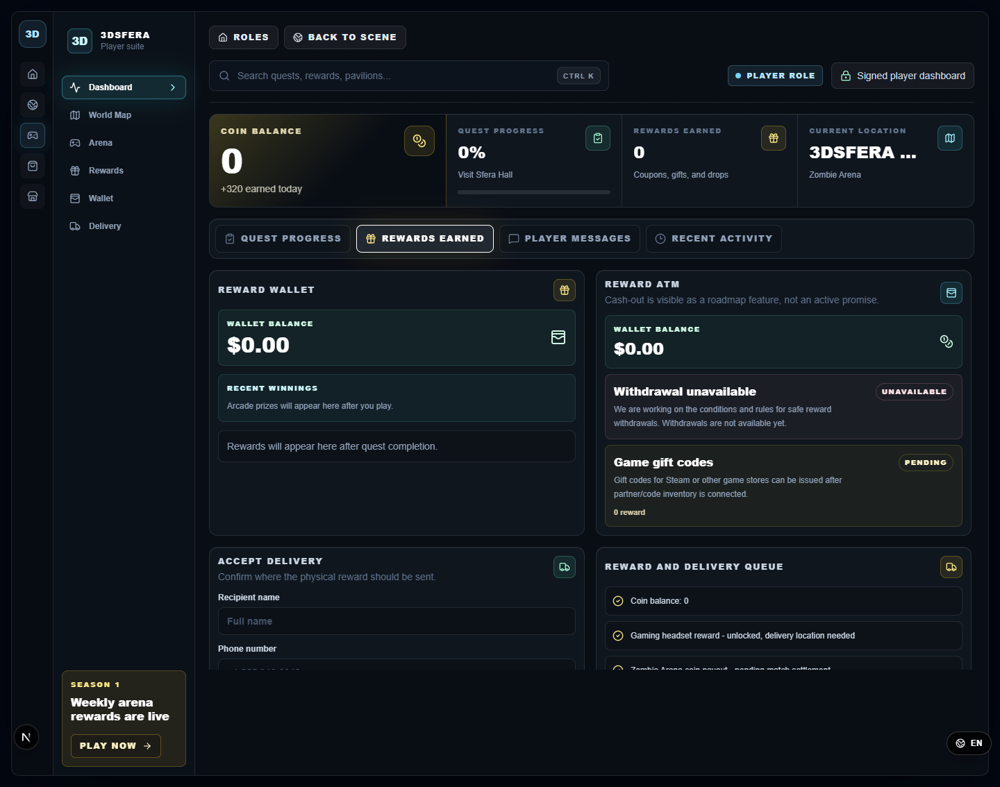 3D
3D
3DSFERA
Player suite
Dashboard
World Map
Arena
Rewards
Wallet
Delivery
SEASON 1
Weekly arena
rewards are live
PLAY NOW
N
ROLES
BACK TO SCENE
Search quests, rewards, pavilions...
CTRL K
PLAYER ROLE
Signed player dashboard
COIN BALANCE
0
+320 earned today
QUEST PROGRESS
0%
Visit Sfera Hall
REWARDS EARNED
0
Coupons, gifts, and drops
CURRENT LOCATION
3DSFERA ...
Zombie Arena
QUEST PROGRESS
REWARDS EARNED
PLAYER MESSAGES
RECENT ACTIVITY
REWARD WALLET
WALLET BALANCE
$0.00
RECENT WINNINGS
Arcade prizes will appear here after you play.
Rewards will appear here after quest completion.
REWARD ATM
Cash-out is visible as a roadmap feature, not an active promise.
WALLET BALANCE
$0.00
Withdrawal unavailable
UNAVAILABLE
We are working on the conditions and rules for safe reward
withdrawals. Withdrawals are not available yet.
Game gift codes
PENDING
Gift codes for Steam or other game stores can be issued after
partner/code inventory is connected.
0 reward
ACCEPT DELIVERY
Confirm where the physical reward should be sent.
Recipient name
Full name
Phone number
REWARD AND DELIVERY QUEUE
Coin balance: 0
Gaming headset reward - unlocked, delivery location needed
Zombie Arena coin payout - pending match settlement
EN